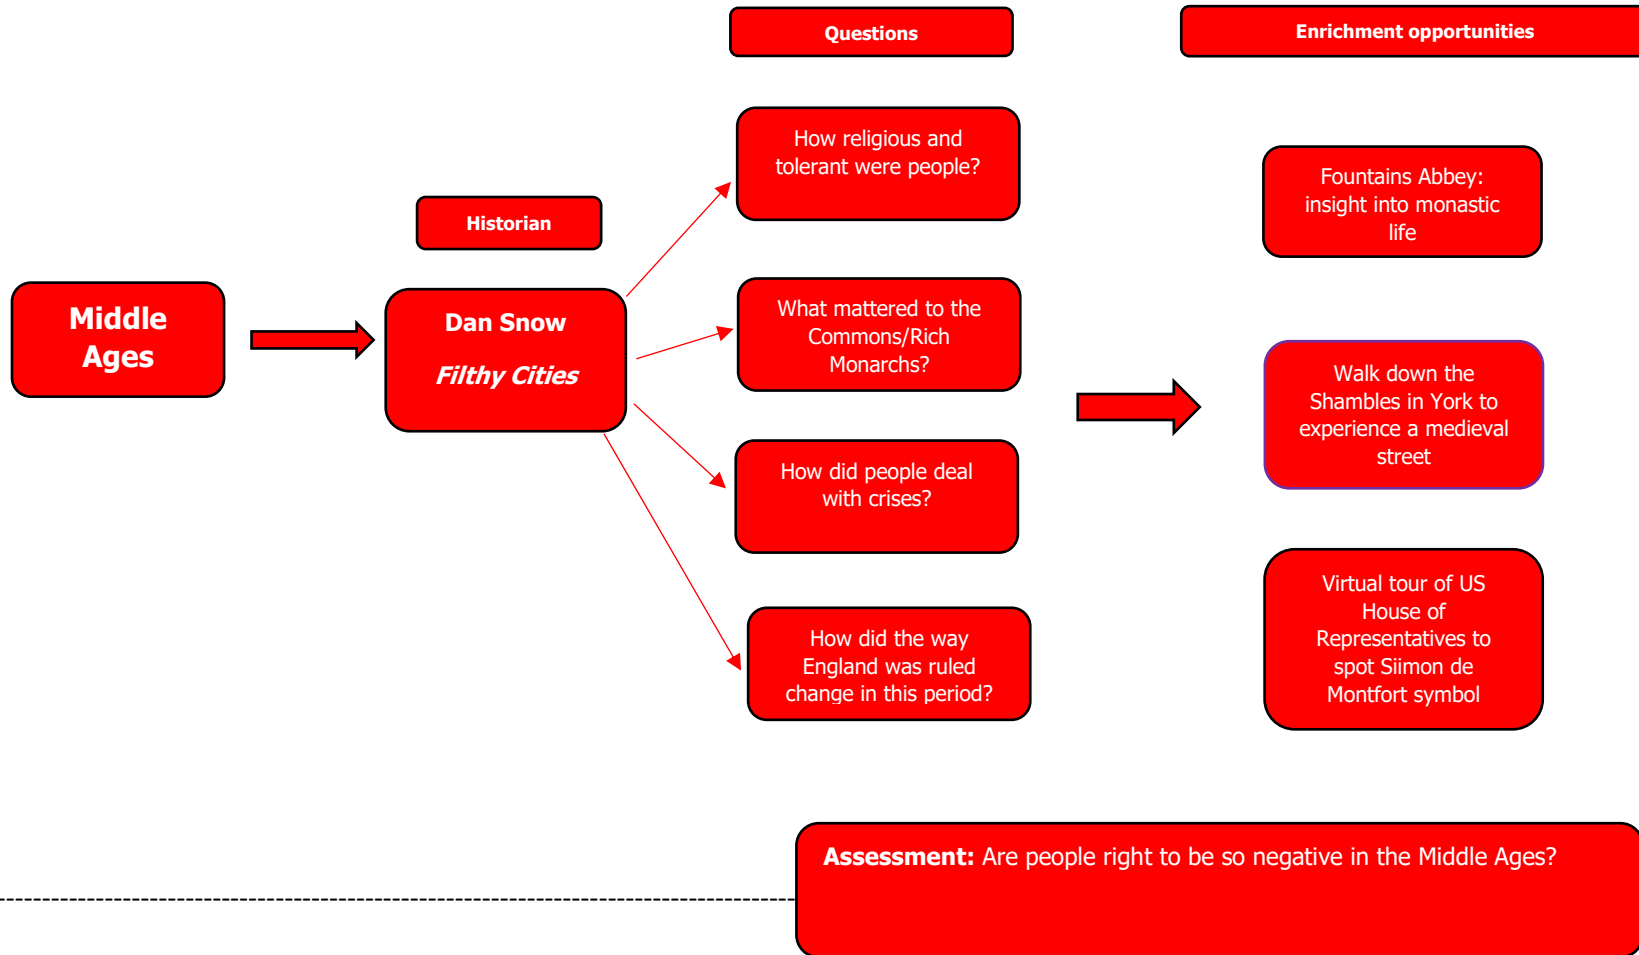 Questions
Enrichment opportunities
How religious and
tolerant were people?
Fountains Abbey:
insight into monastic
life
Historian
Middle
Ages
Dan Snow
Filthy Cities
What mattered to the
Commons/Rich
Monarchs?
Walk down the
Shambles in York to
experience a medieval
street
How did people deal
with crises?
How did the way
England was ruled
change in this period?
Virtual tour of US
House of
Representatives to
spot Siimon de
Montfort symbol
Assessment: Are people right to be so negative in the Middle Ages?